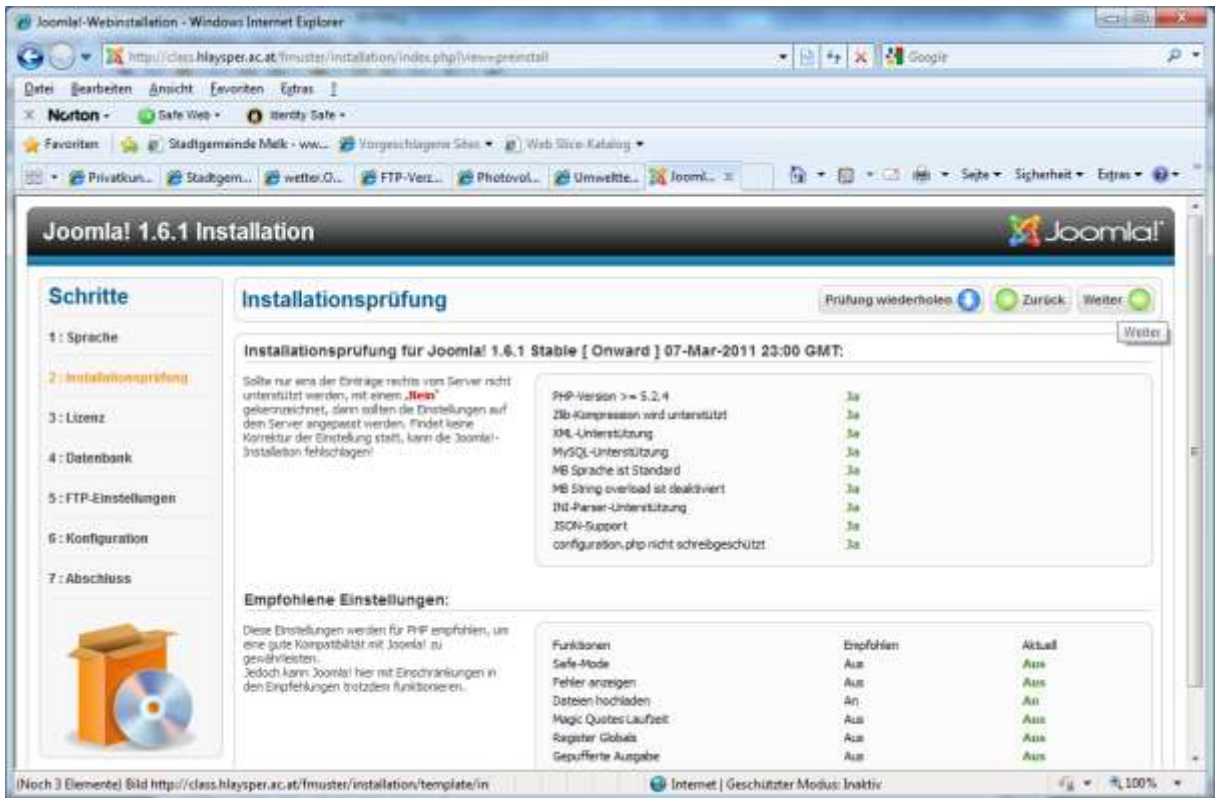 Joomla!-Webinstallation - Windows Internet Explorer
http://class.hlaysper.ac.at/fmuster/installation/index.php?view=preinstall
Google
Datei Bearbeiten Ansicht Favoriten Extras ?
x Norton - Safe Web Identity Safe
Favoriten Stadtgemeinde Melk - ww... Vorgeschlagene Sites Web Slice-Katalog
Privatkun... Stadtgem... wetter.O... FTP-Verz... Photovol... Umweltte... Jooml... x Seite Sicherheit Extras
Joomla! 1.6.1 Installation
Joomla!
Schritte
1 : Sprache
2 : Installationsprüfung
3 : Lizenz
4 : Datenbank
5 : FTP-Einstellungen
6 : Konfiguration
7 : Abschluss
Installationsprüfung
Prüfung wiederholen Zurück Weiter
Weiter
Installationsprüfung für Joomla! 1.6.1 Stable [ Onward ] 07-Mar-2011 23:00 GMT:
Sollte nur eins der Einträge rechts vom Server nicht
unterstützt werden, mit einem „Nein“
gekennzeichnet, dann sollten die Einstellungen auf
dem Server angepasst werden. Findet keine
Korrektur der Einstellung statt, kann die Joomla!-
Installation fehlschlagen!
PHP-Version >= 5.2.4 Ja
Zlib-Kompression wird unterstützt Ja
XML-Unterstützung Ja
MySQL-Unterstützung Ja
MB Sprache ist Standard Ja
MB String overload ist deaktiviert Ja
INI-Parser-Unterstützung Ja
JSON-Support Ja
configuration.php nicht schreibgeschützt Ja
Empfohlene Einstellungen:
Diese Einstellungen werden für PHP empfohlen, um
eine gute Kompatibilität mit Joomla! zu
gewährleisten.
Jedoch kann Joomla! hier mit Einschränkungen in
den Empfehlungen trotzdem funktionieren.
Funktionen Empfohlen Aktuell
Safe-Mode Aus Aus
Fehler anzeigen Aus Aus
Dateien hochladen An An
Magic Quotes Laufzeit Aus Aus
Register Globals Aus Aus
Gepufferte Ausgabe Aus Aus
(Noch 3 Elemente) Bild http://class.hlaysper.ac.at/fmuster/installation/template/in
Internet | Geschützter Modus: Inaktiv
100%